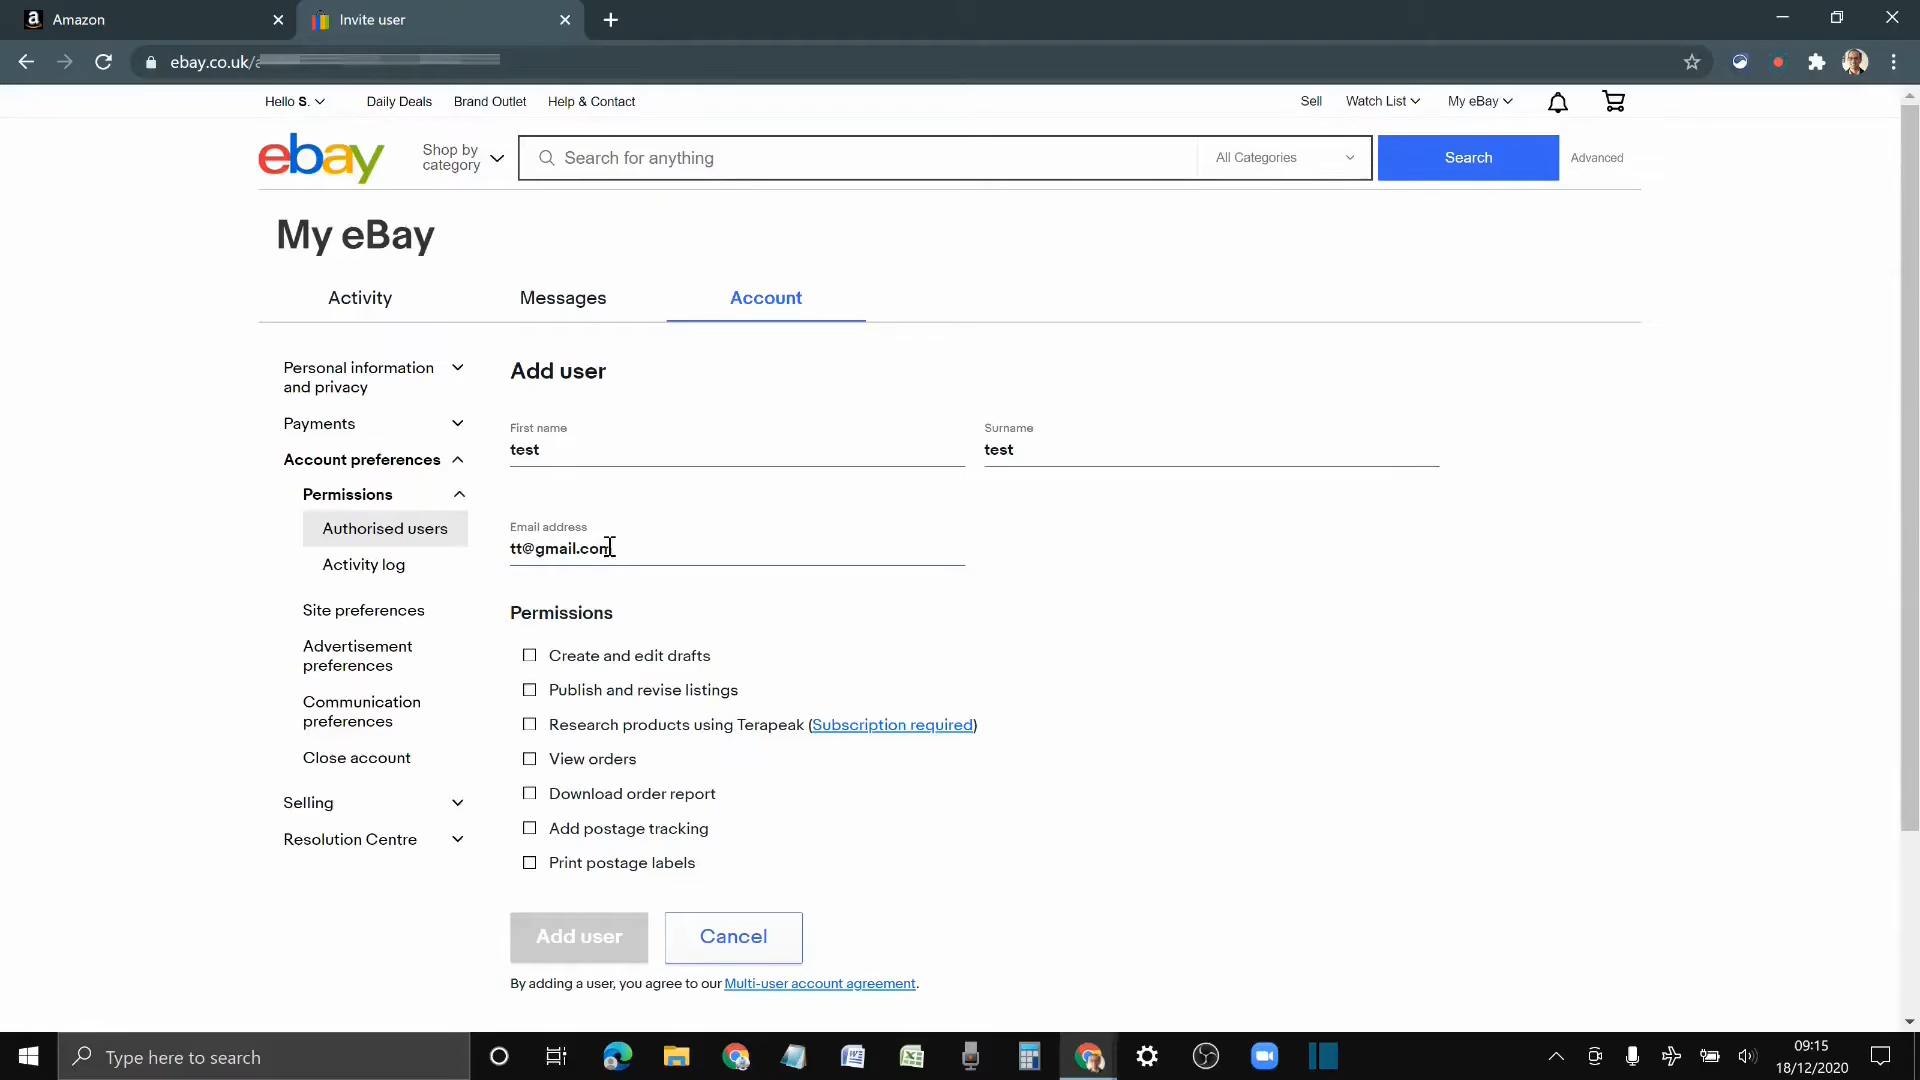 Amazon
Invite user
ebay.co.uk/a
Hello S.
Daily Deals
Brand Outlet
Help & Contact
Sell
Watch List
My eBay
ebay
Shop by
category
Search for anything
All Categories
Search
Advanced
My eBay
Activity
Messages
Account
Personal information
and privacy
Payments
Account preferences
Permissions
Authorised users
Activity log
Site preferences
Advertisement
preferences
Communication
preferences
Close account
Selling
Resolution Centre
Add user
First name
test
Surname
test
Email address
tt@gmail.com
Permissions
Create and edit drafts
Publish and revise listings
Research products using Terapeak (Subscription required)
View orders
Download order report
Add postage tracking
Print postage labels
Add user
Cancel
By adding a user, you agree to our Multi-user account agreement.
Type here to search
09:15
18/12/2020